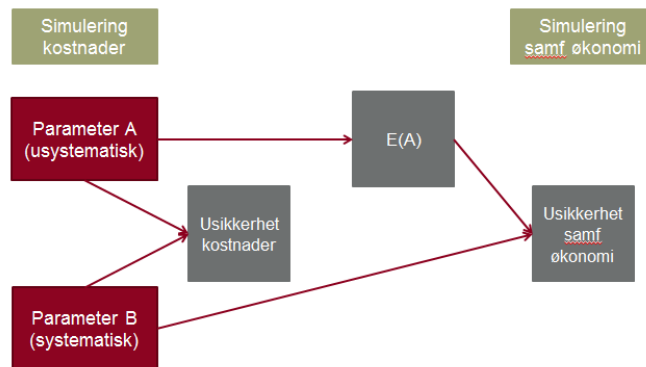 Simulering
kostnader
Simulering
samf økonomi
Parameter A
(usystematisk)
E(A)
Usikkerhet
kostnader
Usikkerhet
samf
økonomi
Parameter B
(systematisk)